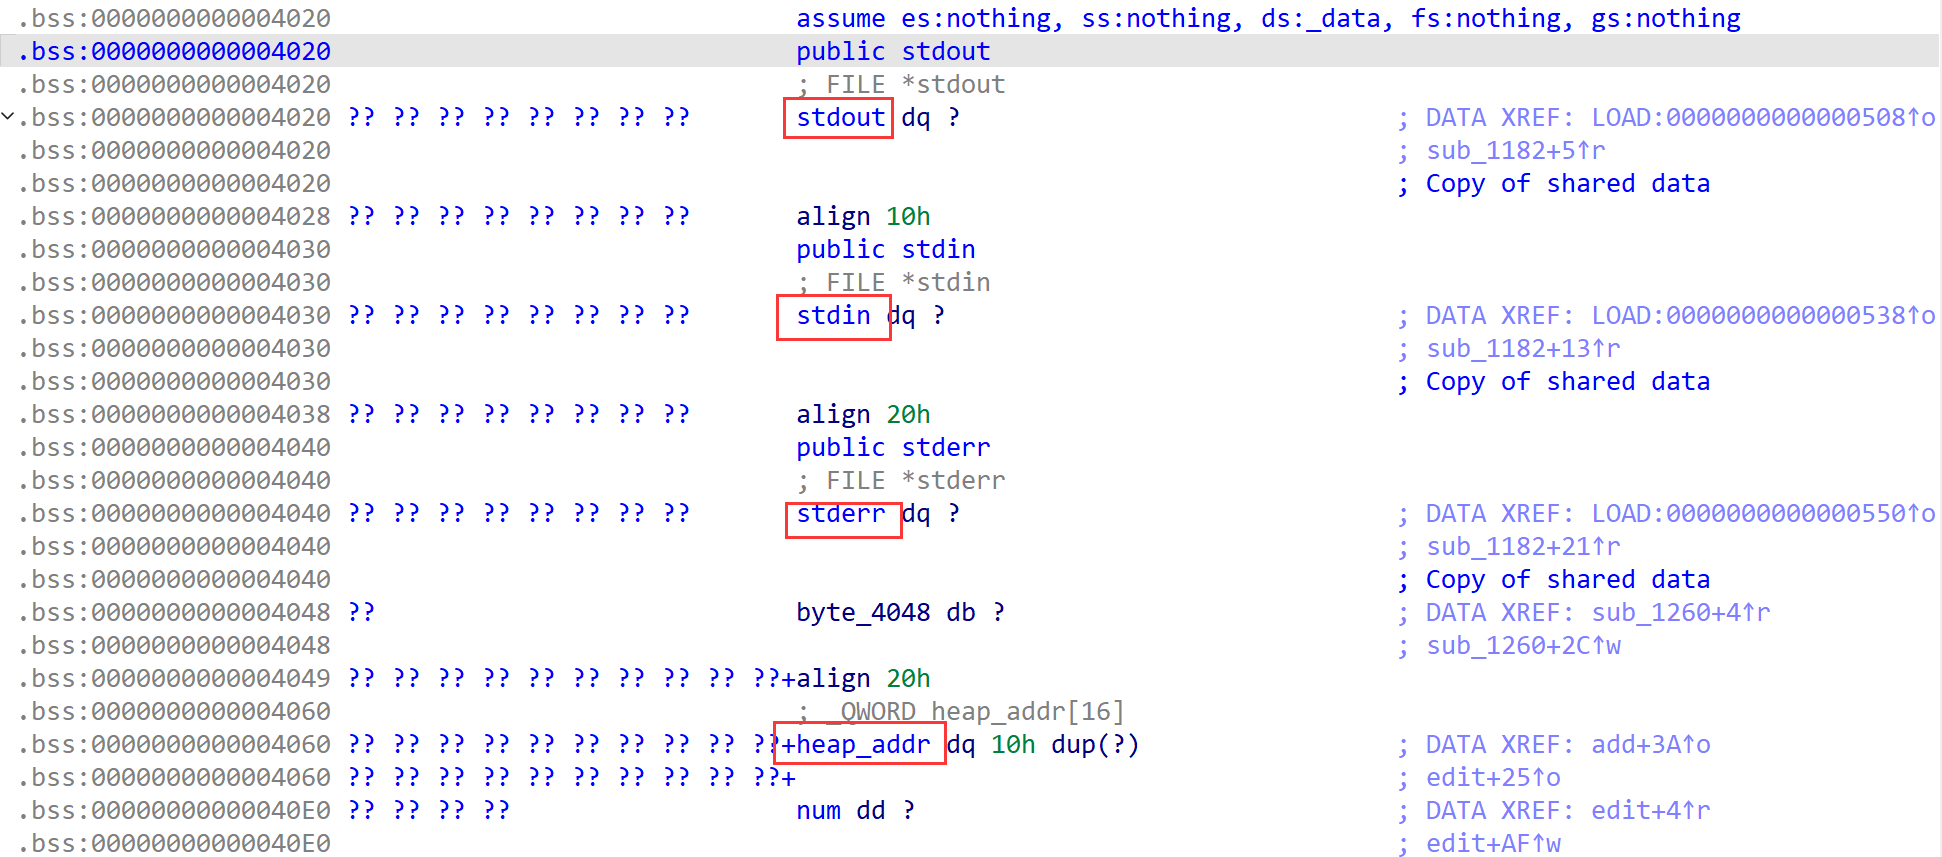 .bss:0000000000004020 assume es:nothing, ss:nothing, ds:_data, fs:nothing, gs:nothing
.bss:0000000000004020 public stdout
.bss:0000000000004020 ; FILE *stdout
.bss:0000000000004020 ?? ?? ?? ?? ?? ?? ?? ?? stdout dq ? ; DATA XREF: LOAD:0000000000000508↑o
.bss:0000000000004020 ; sub_1182+5↑r
.bss:0000000000004020 ; Copy of shared data
.bss:0000000000004028 ?? ?? ?? ?? ?? ?? ?? ?? align 10h
.bss:0000000000004030 public stdin
.bss:0000000000004030 ; FILE *stdin
.bss:0000000000004030 ?? ?? ?? ?? ?? ?? ?? ?? stdin dq ? ; DATA XREF: LOAD:0000000000000538↑o
.bss:0000000000004030 ; sub_1182+13↑r
.bss:0000000000004030 ; Copy of shared data
.bss:0000000000004038 ?? ?? ?? ?? ?? ?? ?? ?? align 20h
.bss:0000000000004040 public stderr
.bss:0000000000004040 ; FILE *stderr
.bss:0000000000004040 ?? ?? ?? ?? ?? ?? ?? ?? stderr dq ? ; DATA XREF: LOAD:0000000000000550↑o
.bss:0000000000004040 ; sub_1182+21↑r
.bss:0000000000004040 ; Copy of shared data
.bss:0000000000004048 ?? byte_4048 db ? ; DATA XREF: sub_1260+4↑r
.bss:0000000000004048 ; sub_1260+2C↑w
.bss:0000000000004049 ?? ?? ?? ?? ?? ?? ?? ?? ?? ??+align 20h
.bss:0000000000004060 ; _QWORD heap_addr[16]
.bss:0000000000004060 ?? ?? ?? ?? ?? ?? ?? ?? ?? ??+heap_addr dq 10h dup(?) ; DATA XREF: add+3A↑o
.bss:0000000000004060 ?? ?? ?? ?? ?? ?? ?? ?? ?? ??+ ; edit+25↑o
.bss:00000000000040E0 ?? ?? ?? ?? num dd ? ; DATA XREF: edit+4↑r
.bss:00000000000040E0 ; edit+AF↑w